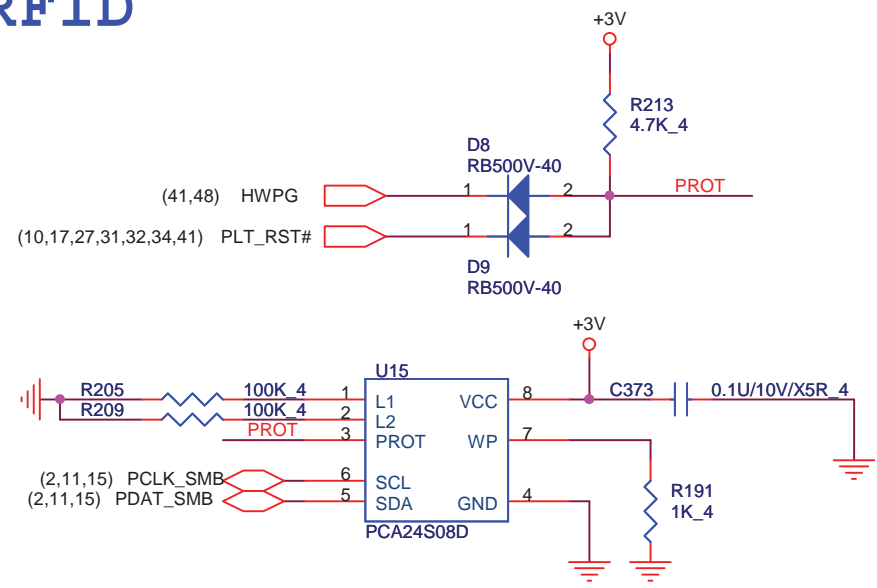 RFID
+3V
R213
4.7K_4
D8
RB500V-40
(41,48) HWPG
1
2
PROT
(10,17,27,31,32,34,41) PLT_RST#
1
2
D9
RB500V-40
+3V
U15
R205 100K_4 1 L1
VCC 8
C373
0.1U/10V/X5R_4
R209 100K_4 2 L2
PROT 3 PROT
WP 7
(2,11,15) PCLK_SMB 6 SCL
(2,11,15) PDAT_SMB 5 SDA
GND 4
R191
1K_4
PCA24S08D